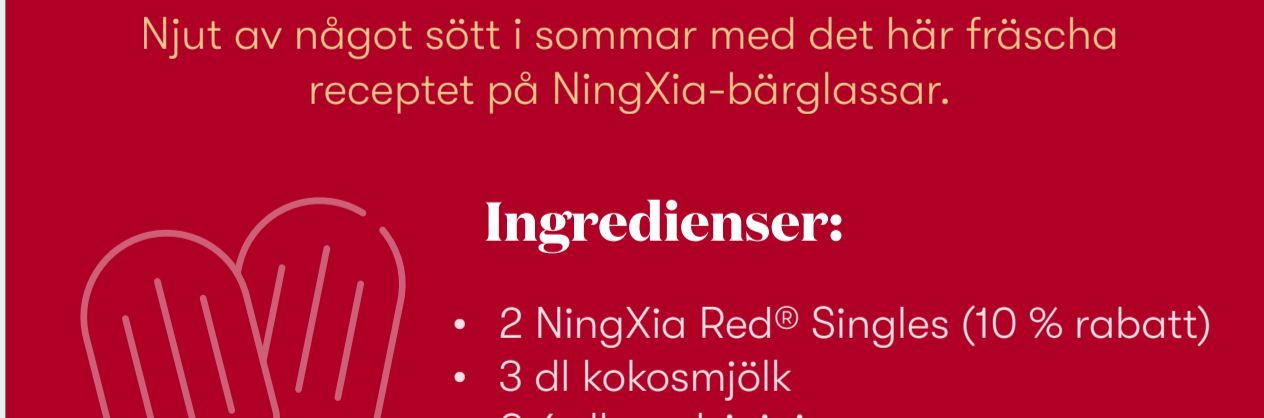 Njut av något sött i sommar med det här fräscha
receptet på NingXia-bärglassar.
Ingredienser:
• 2 NingXia Red® Singles (10 % rabatt)
• 3 dl kokosmjölk